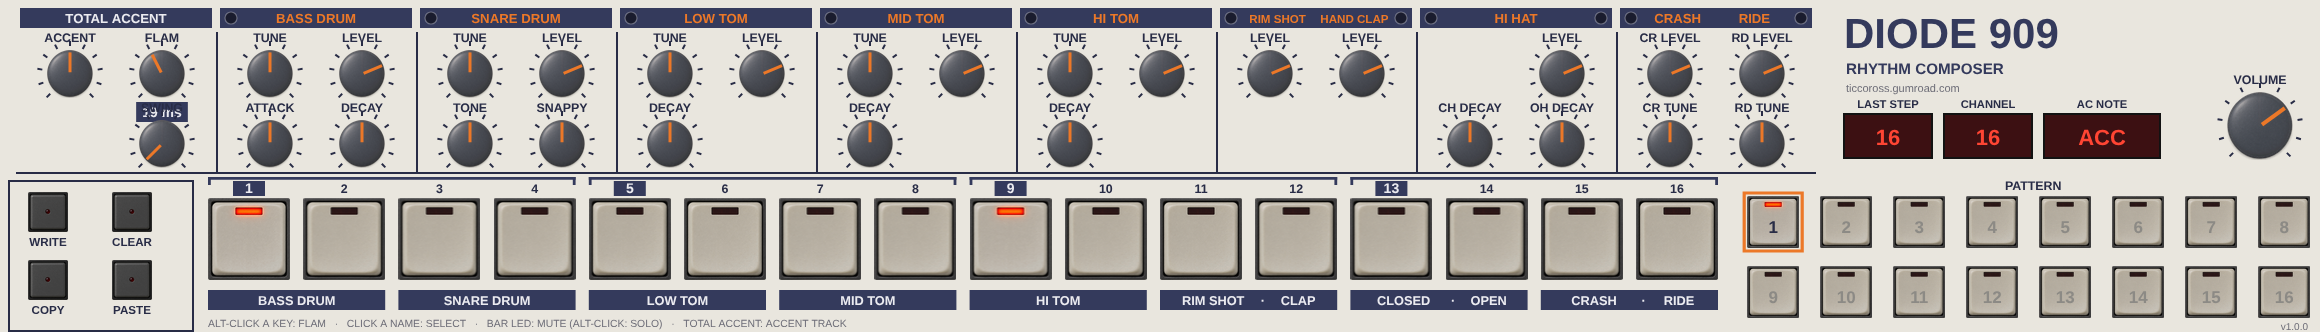 TOTAL ACCENT BASS DRUM SNARE DRUM LOW TOM MID TOM HI TOM RIM SHOT HAND CLAP HI HAT CRASH RIDE
DIODE 909
ACCENT FLAM TUNE LEVEL TUNE LEVEL TUNE LEVEL TUNE LEVEL TUNE LEVEL LEVEL LEVEL LEVEL CR LEVEL RD LEVEL
RHYTHM COMPOSER
VOLUME
ticcoross.gumroad.com
LAST STEP CHANNEL AC NOTE
ATTACK DECAY TONE SNAPPY DECAY DECAY DECAY CH DECAY OH DECAY CR TUNE RD TUNE
16 16 ACC
PATTERN
1 2 3 4 5 6 7 8 9 10 11 12 13 14 15 16
1 2 3 4 5 6 7 8
WRITE CLEAR
9 10 11 12 13 14 15 16
COPY PASTE
BASS DRUM SNARE DRUM LOW TOM MID TOM HI TOM RIM SHOT · CLAP CLOSED · OPEN CRASH · RIDE
ALT-CLICK A KEY: FLAM · CLICK A NAME: SELECT · BAR LED: MUTE (ALT-CLICK: SOLO) · TOTAL ACCENT: ACCENT TRACK
v1.0.0